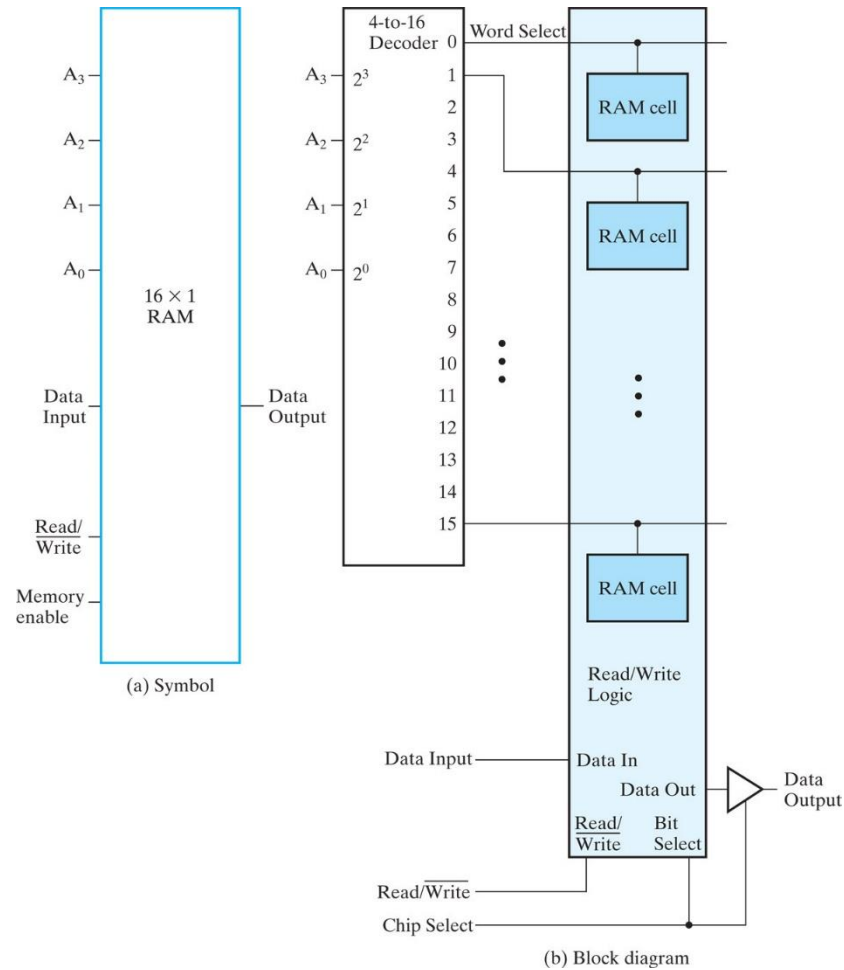 A3
A2
A1
A0
16 × 1
RAM
Data
Input
Data
Output
Read/
Write
Memory
enable
(a) Symbol
4-to-16
Decoder
A3
A2
A1
A0
2³
2²
2¹
2⁰
0
1
2
3
4
5
6
7
8
9
10
11
12
13
14
15
Word Select
RAM cell
RAM cell
RAM cell
Read/Write
Logic
Data Input
Data In
Data Out
Data
Output
Read/
Write
Bit
Select
Read/Write
Chip Select
(b) Block diagram